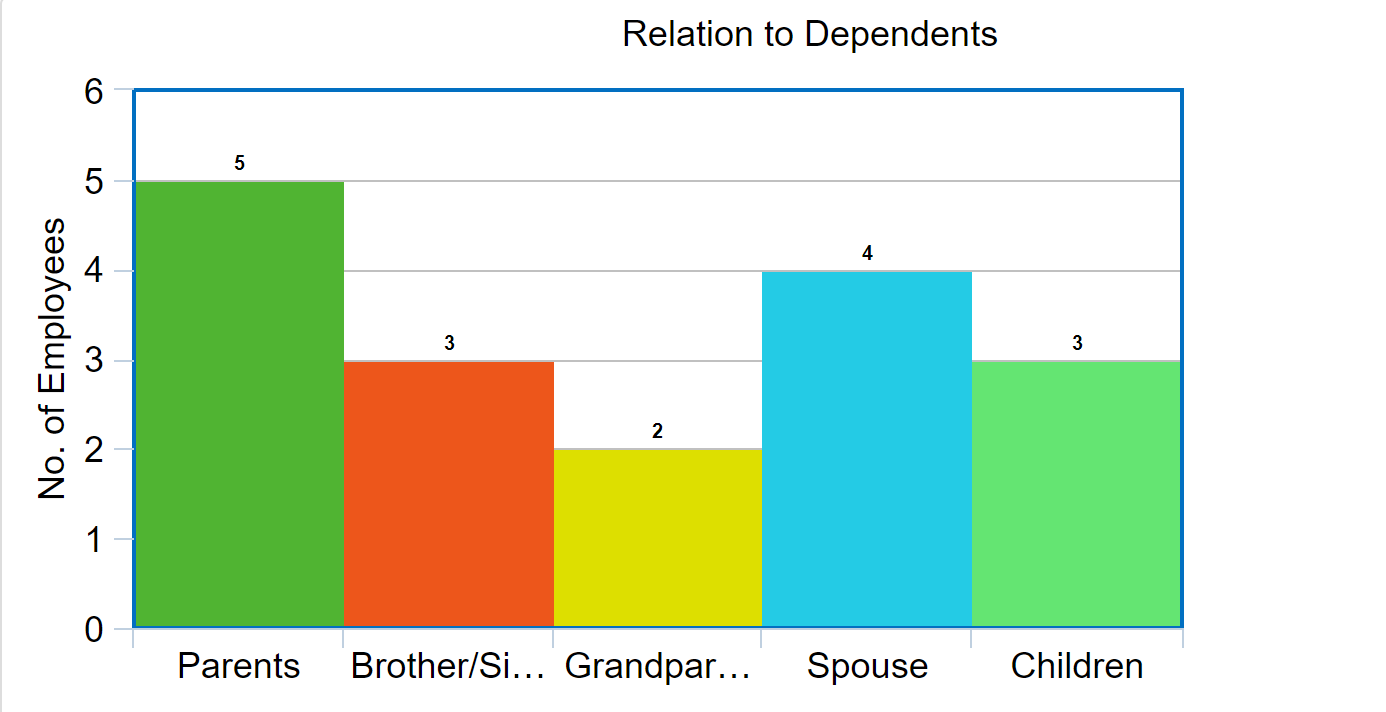 Relation to Dependents
No. of Employees
6
5
4
3
2
1
0
5
3
2
4
3
Parents
Brother/Si...
Grandpar...
Spouse
Children